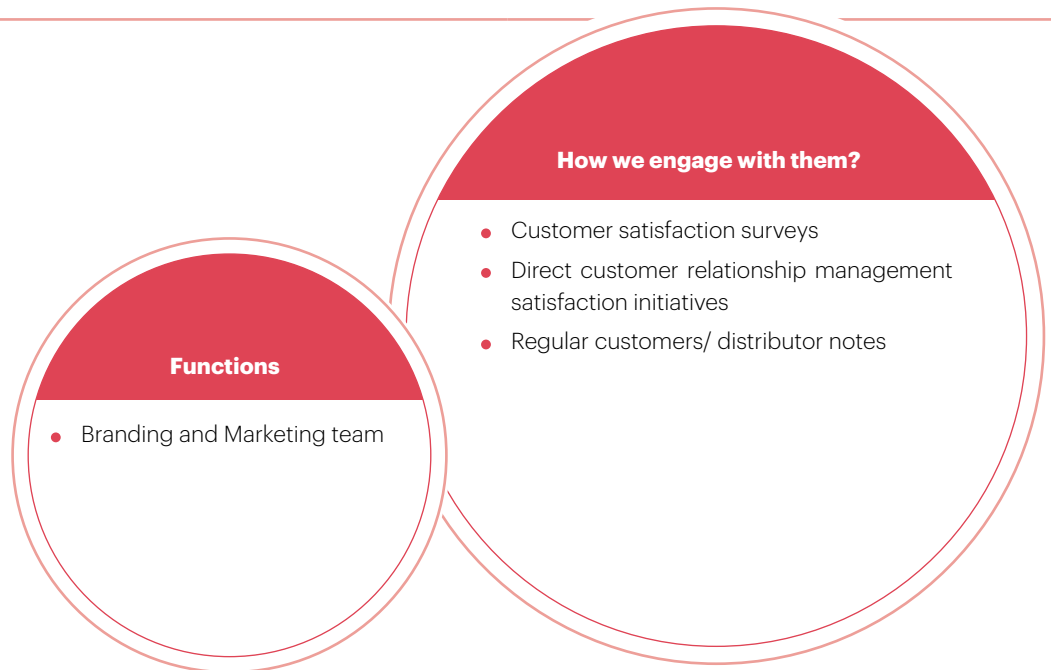 How we engage with them?
Customer satisfaction surveys
Direct customer relationship management
satisfaction initiatives
Regular customers/ distributor notes
Functions
Branding and Marketing team